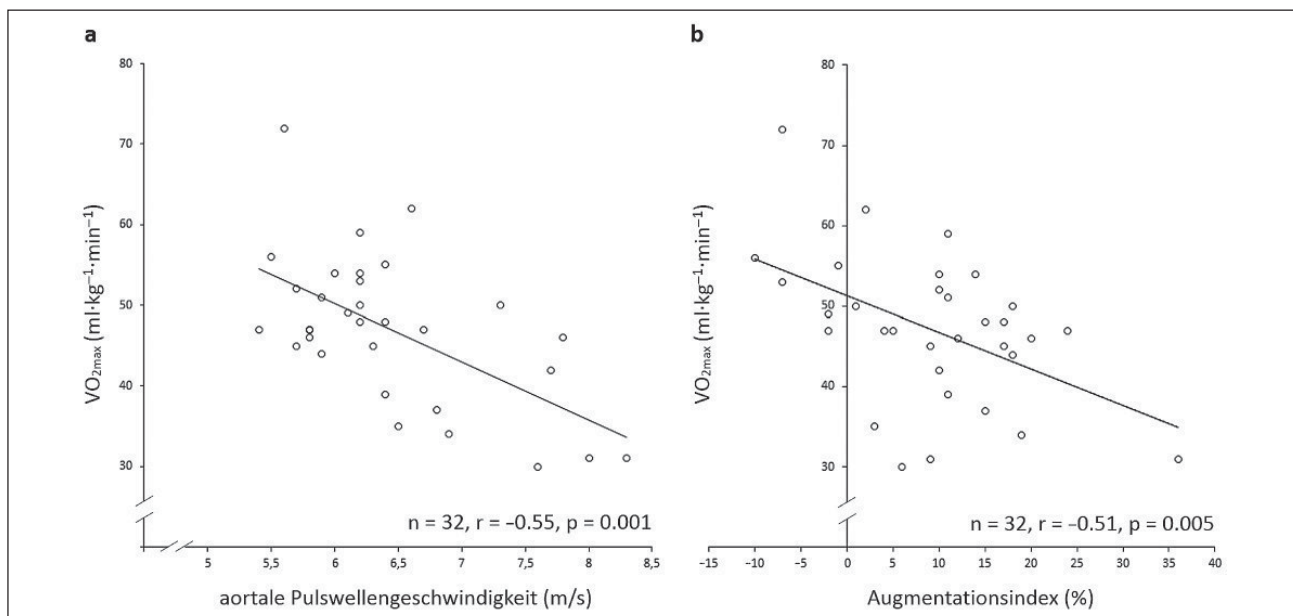 a
80
70
60
50
40
30
VO2max (ml·kg−1·min−1)
n = 32, r = −0.55, p = 0.001
5 5,5 6 6,5 7 7,5 8 8,5
aortale Pulswellengeschwindigkeit (m/s)
b
80
70
60
50
40
30
VO2max (ml·kg−1·min−1)
n = 32, r = −0.51, p = 0.005
−15 −10 −5 0 5 10 15 20 25 30 35 40
Augmentationsindex (%)